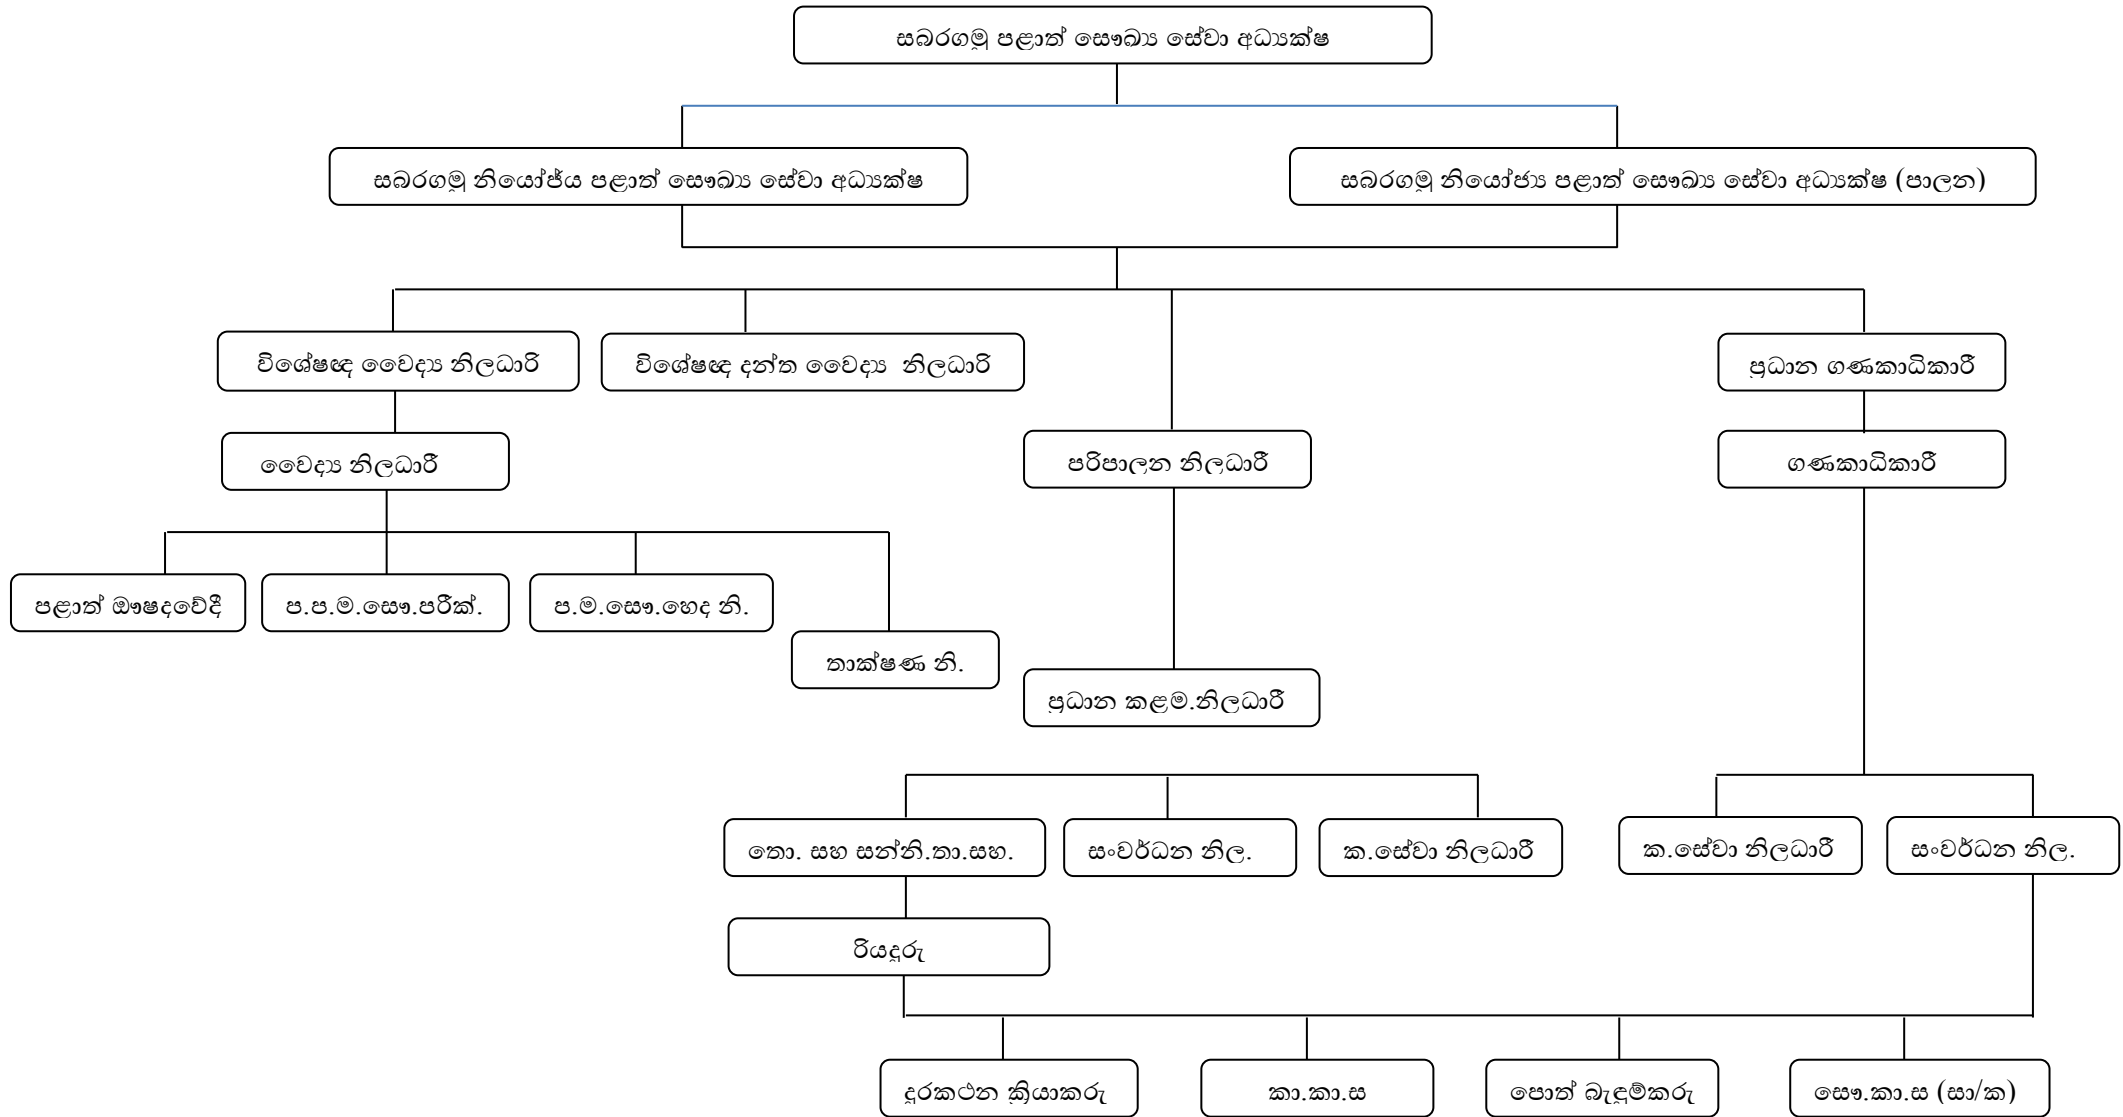 සබරගමු පළාත් සෞඛ්‍ය සේවා අධ්‍යක්ෂ
සබරගමු නියෝජ්ය පළාත් සෞඛ්‍ය සේවා අධ්‍යක්ෂ
සබරගමු නියෝජ්‍ය පළාත් සෞඛ්‍ය සේවා අධ්‍යක්ෂ (පාලන)
විශේෂඥ වෛද්‍ය නිලධාරි
විශේෂඥ දන්ත වෛද්‍ය නිලධාරි
ප්‍රධාන ගණකාධිකාරී
වෛද්‍ය නිලධාරී
පරිපාලන නිලධාරී
ගණකාධිකාරී
පළාත් ඖෂදවේදී
ප.ප.ම.සෞ.පරීක්.
ප.ම.සෞ.හෙද නි.
තාක්ෂණ නි.
ප්‍රධාන කළම.නිලධාරී
තො. සහ සන්නි.තා.සහ.
සංවර්ධන නිල.
ක.සේවා නිලධාරී
ක.සේවා නිලධාරී
සංවර්ධන නිල.
රියදුරු
දුරකථන ක්‍රියාකරු
කා.කා.ස
පොත් බැඳුම්කරු
සෞ.කා.ස (සා/ක)